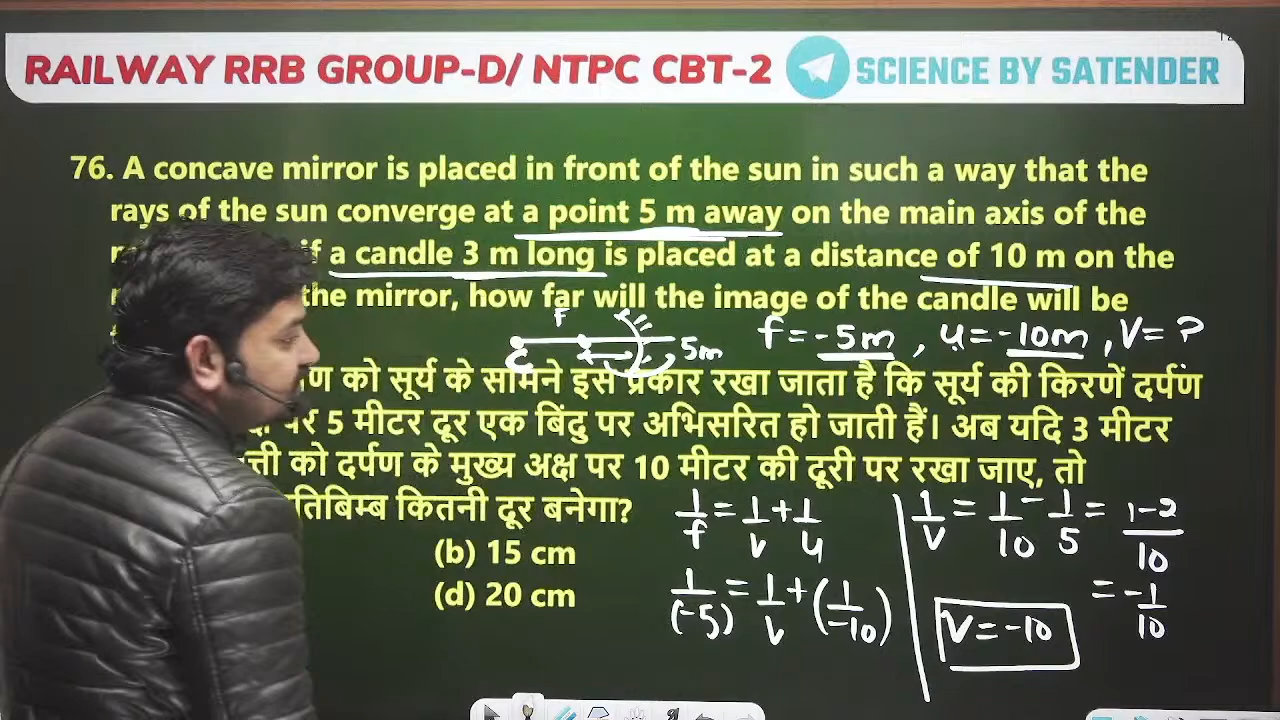 RAILWAY RRB GROUP-D/ NTPC CBT-2 SCIENCE BY SATENDER
76. A concave mirror is placed in front of the sun in such a way that the
rays of the sun converge at a point 5 m away on the main axis of the
if a candle 3 m long is placed at a distance of 10 m on the
the mirror, how far will the image of the candle will be
F
C
5m
f = -5m , u = -10m , v = ?
को सूर्य के सामने इस प्रकार रखा जाता है कि सूर्य की किरणें दर्पण
पर 5 मीटर दूर एक बिंदु पर अभिसरित हो जाती हैं। अब यदि 3 मीटर
को दर्पण के मुख्य अक्ष पर 10 मीटर की दूरी पर रखा जाए, तो
कितनी दूर बनेगा?
(b) 15 cm
(d) 20 cm
1/f = 1/v + 1/u
1/(-5) = 1/v + (1/-10)
1/v = 1/10 - 1/5 = 1-2/10
= -1/10
v = -10